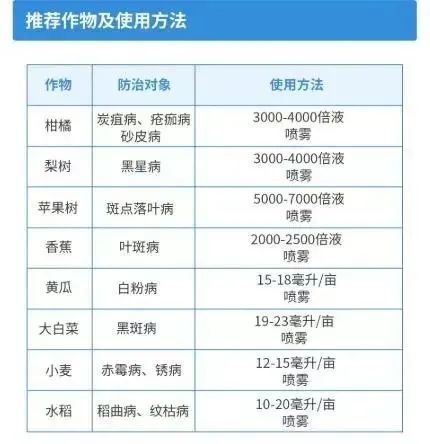 推荐作物及使用方法
作物 防治对象 使用方法
柑橘 炭疽病、疮痂病 砂皮病 3000-4000倍液 喷雾
梨树 黑星病 3000-4000倍液 喷雾
苹果树 斑点落叶病 5000-7000倍液 喷雾
香蕉 叶斑病 2000-2500倍液 喷雾
黄瓜 白粉病 15-18毫升/亩 喷雾
大白菜 黑斑病 19-23毫升/亩 喷雾
小麦 赤霉病、锈病 12-15毫升/亩 喷雾
水稻 稻曲病、纹枯病 10-20毫升/亩 喷雾